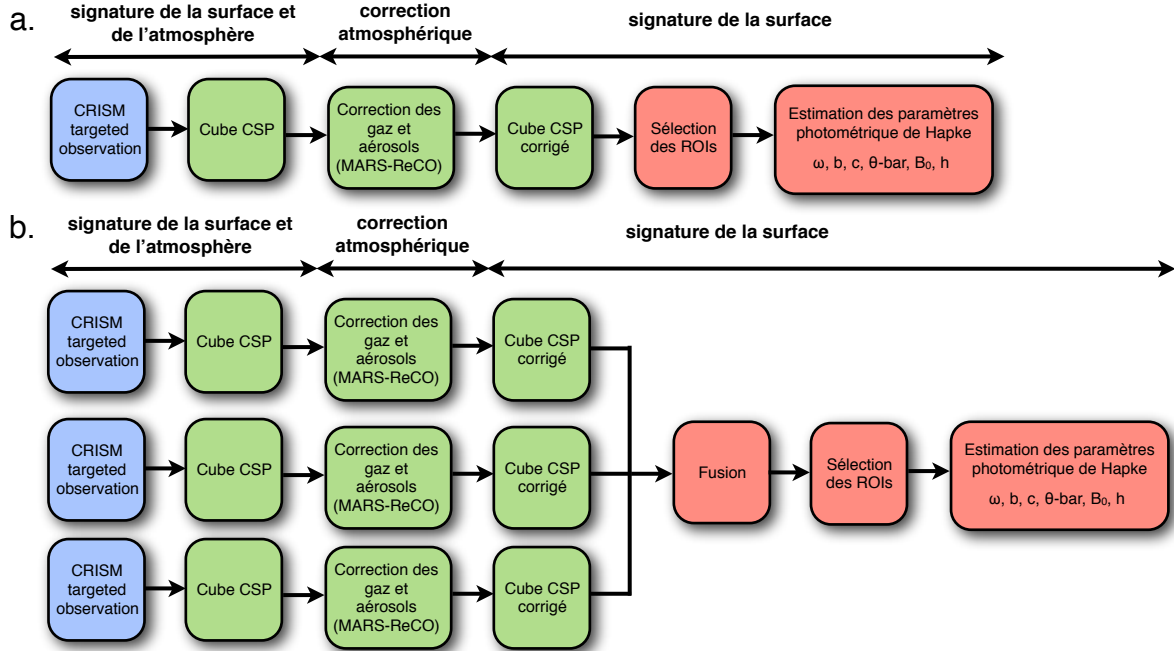 a.
signature de la surface et
de l'atmosphère
correction
atmosphérique
signature de la surface
CRISM
targeted
observation
Cube CSP
Correction des
gaz et
aérosols
(MARS-ReCO)
Cube CSP
corrigé
Sélection
des ROIs
Estimation des paramètres
photométrique de Hapke
ω, b, c, θ-bar, B₀, h
b.
signature de la surface et
de l'atmosphère
correction
atmosphérique
signature de la surface
CRISM
targeted
observation
Cube CSP
Correction des
gaz et
aérosols
(MARS-ReCO)
Cube CSP
corrigé
CRISM
targeted
observation
Cube CSP
Correction des
gaz et
aérosols
(MARS-ReCO)
Cube CSP
corrigé
Fusion
Sélection
des ROIs
Estimation des paramètres
photométrique de Hapke
ω, b, c, θ-bar, B₀, h
CRISM
targeted
observation
Cube CSP
Correction des
gaz et
aérosols
(MARS-ReCO)
Cube CSP
corrigé